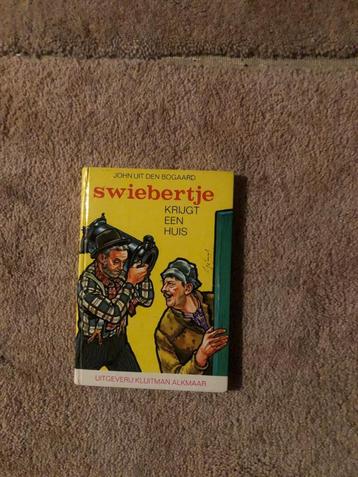 JOHN UIT DEN BOGAARD
swiebertje
KRIJGT
EEN
HUIS
UITGEVERIJ KLUITMAN ALKMAAR